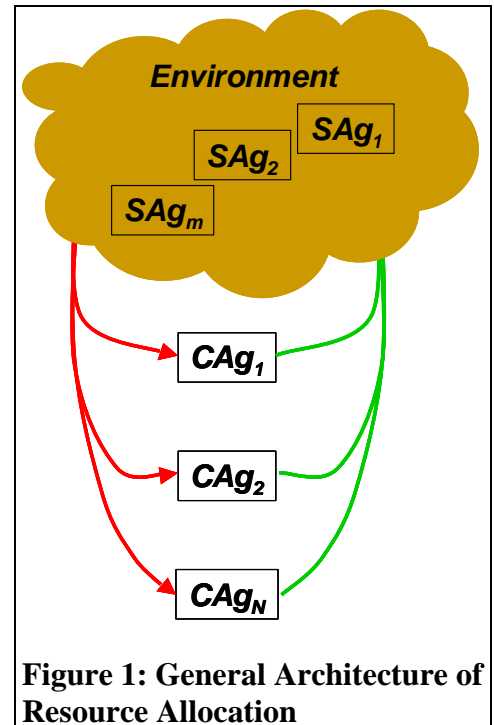 Environment
SAg1
SAg2
SAgm
CAg1
CAg2
CAgN
Figure 1: General Architecture of
Resource Allocation